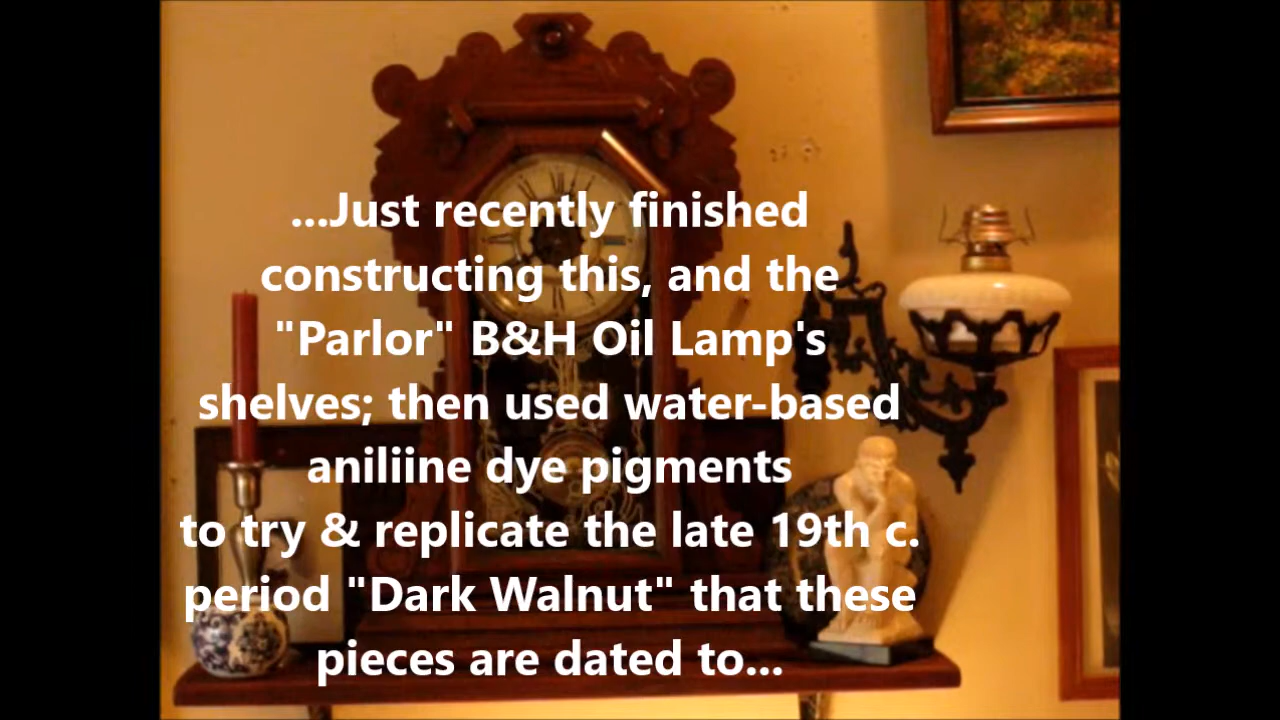 ...Just recently finished
constructing this, and the
"Parlor" B&H Oil Lamp's
shelves; then used water-based
aniliine dye pigments
to try & replicate the late 19th c.
period "Dark Walnut" that these
pieces are dated to...